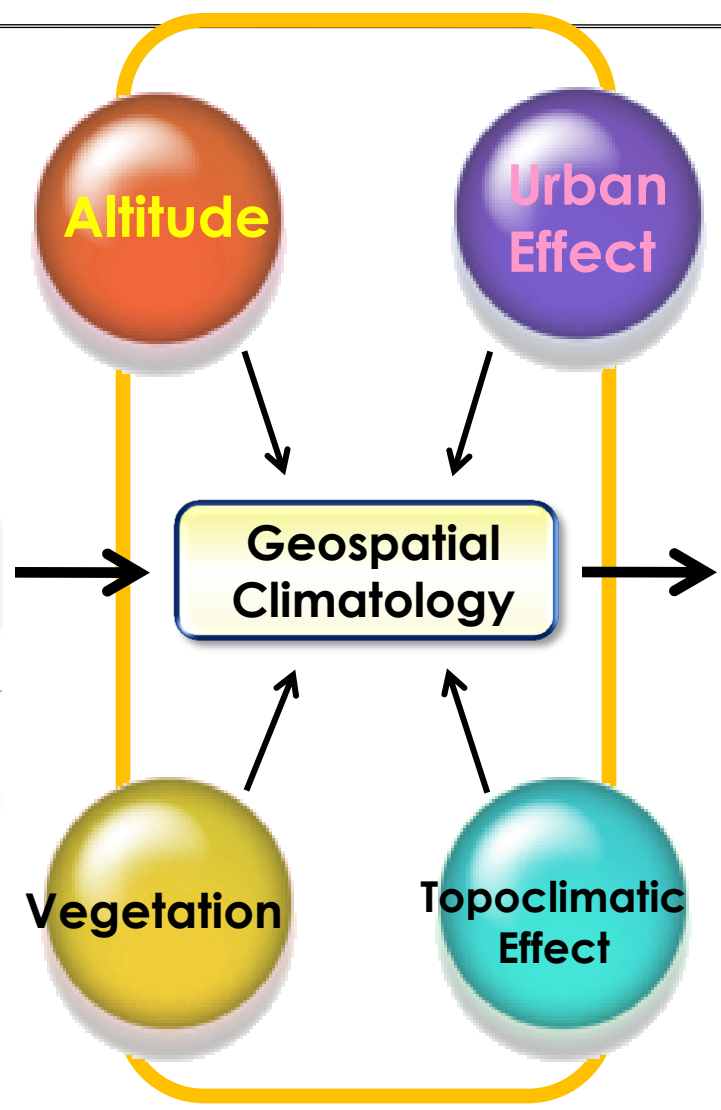 Altitude
Urban
Effect
Geospatial
Climatology
Vegetation
Topoclimatic
Effect